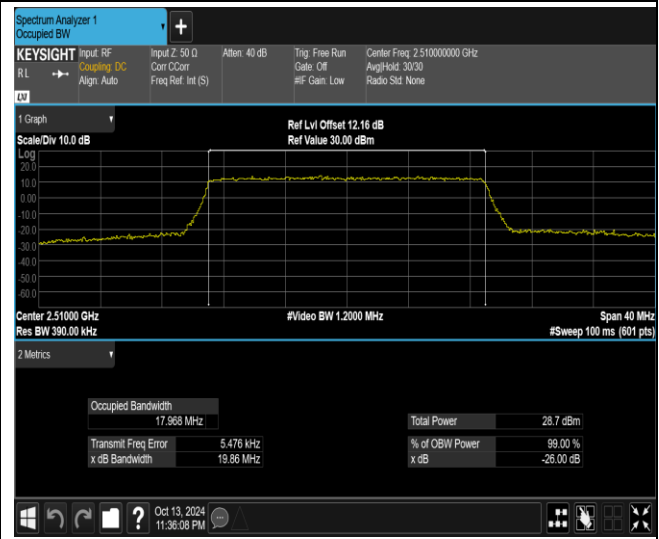 Spectrum Analyzer 1
Occupied BW
+
KEYSIGHT Input: RF Input Z: 50 Ω Atten: 40 dB Trig: Free Run Center Freq: 2.510000000 GHz
RL Coupling: DC Corr CCorr Gate: Off Avg|Hold: 30/30
Align: Auto Freq Ref: Int (S) #IF Gain: Low Radio Std: None
LXI
1 Graph
Ref Lvl Offset 12.16 dB
Scale/Div 10.0 dB Ref Value 30.00 dBm
Log
20.0
10.0
0.00
-10.0
-20.0
-30.0
-40.0
-50.0
-60.0
Center 2.51000 GHz #Video BW 1.2000 MHz Span 40 MHz
Res BW 390.00 kHz #Sweep 100 ms (601 pts)
2 Metrics
Occupied Bandwidth
17.968 MHz Total Power 28.7 dBm
Transmit Freq Error 5.476 kHz % of OBW Power 99.00 %
x dB Bandwidth 19.86 MHz x dB -26.00 dB
? Oct 13, 2024
11:36:08 PM